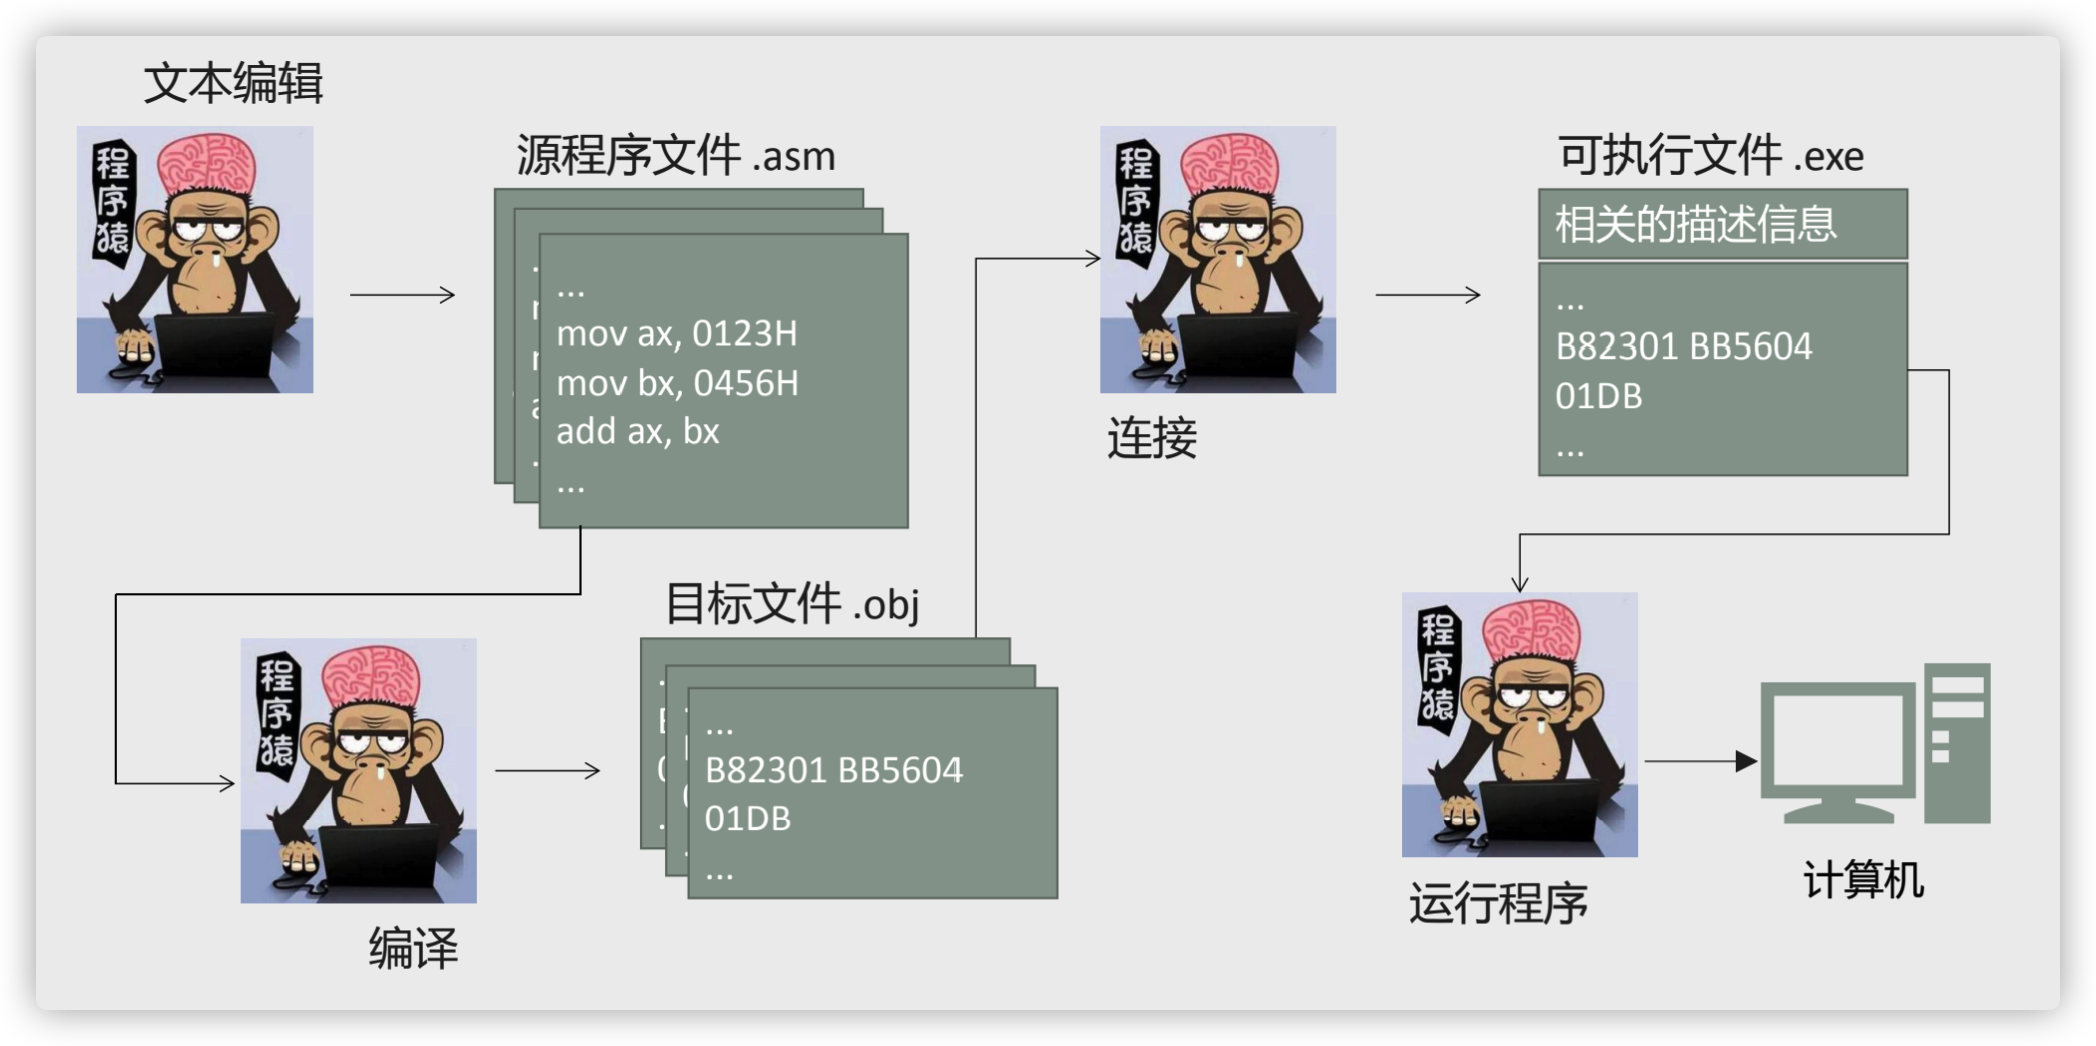 文本编辑
程序猿
源程序文件 .asm
...
mov ax, 0123H
mov bx, 0456H
add ax, bx
...
程序猿
编译
目标文件 .obj
...
B82301 BB5604
01DB
...
程序猿
连接
可执行文件 .exe
相关的描述信息
...
B82301 BB5604
01DB
...
程序猿
运行程序
计算机